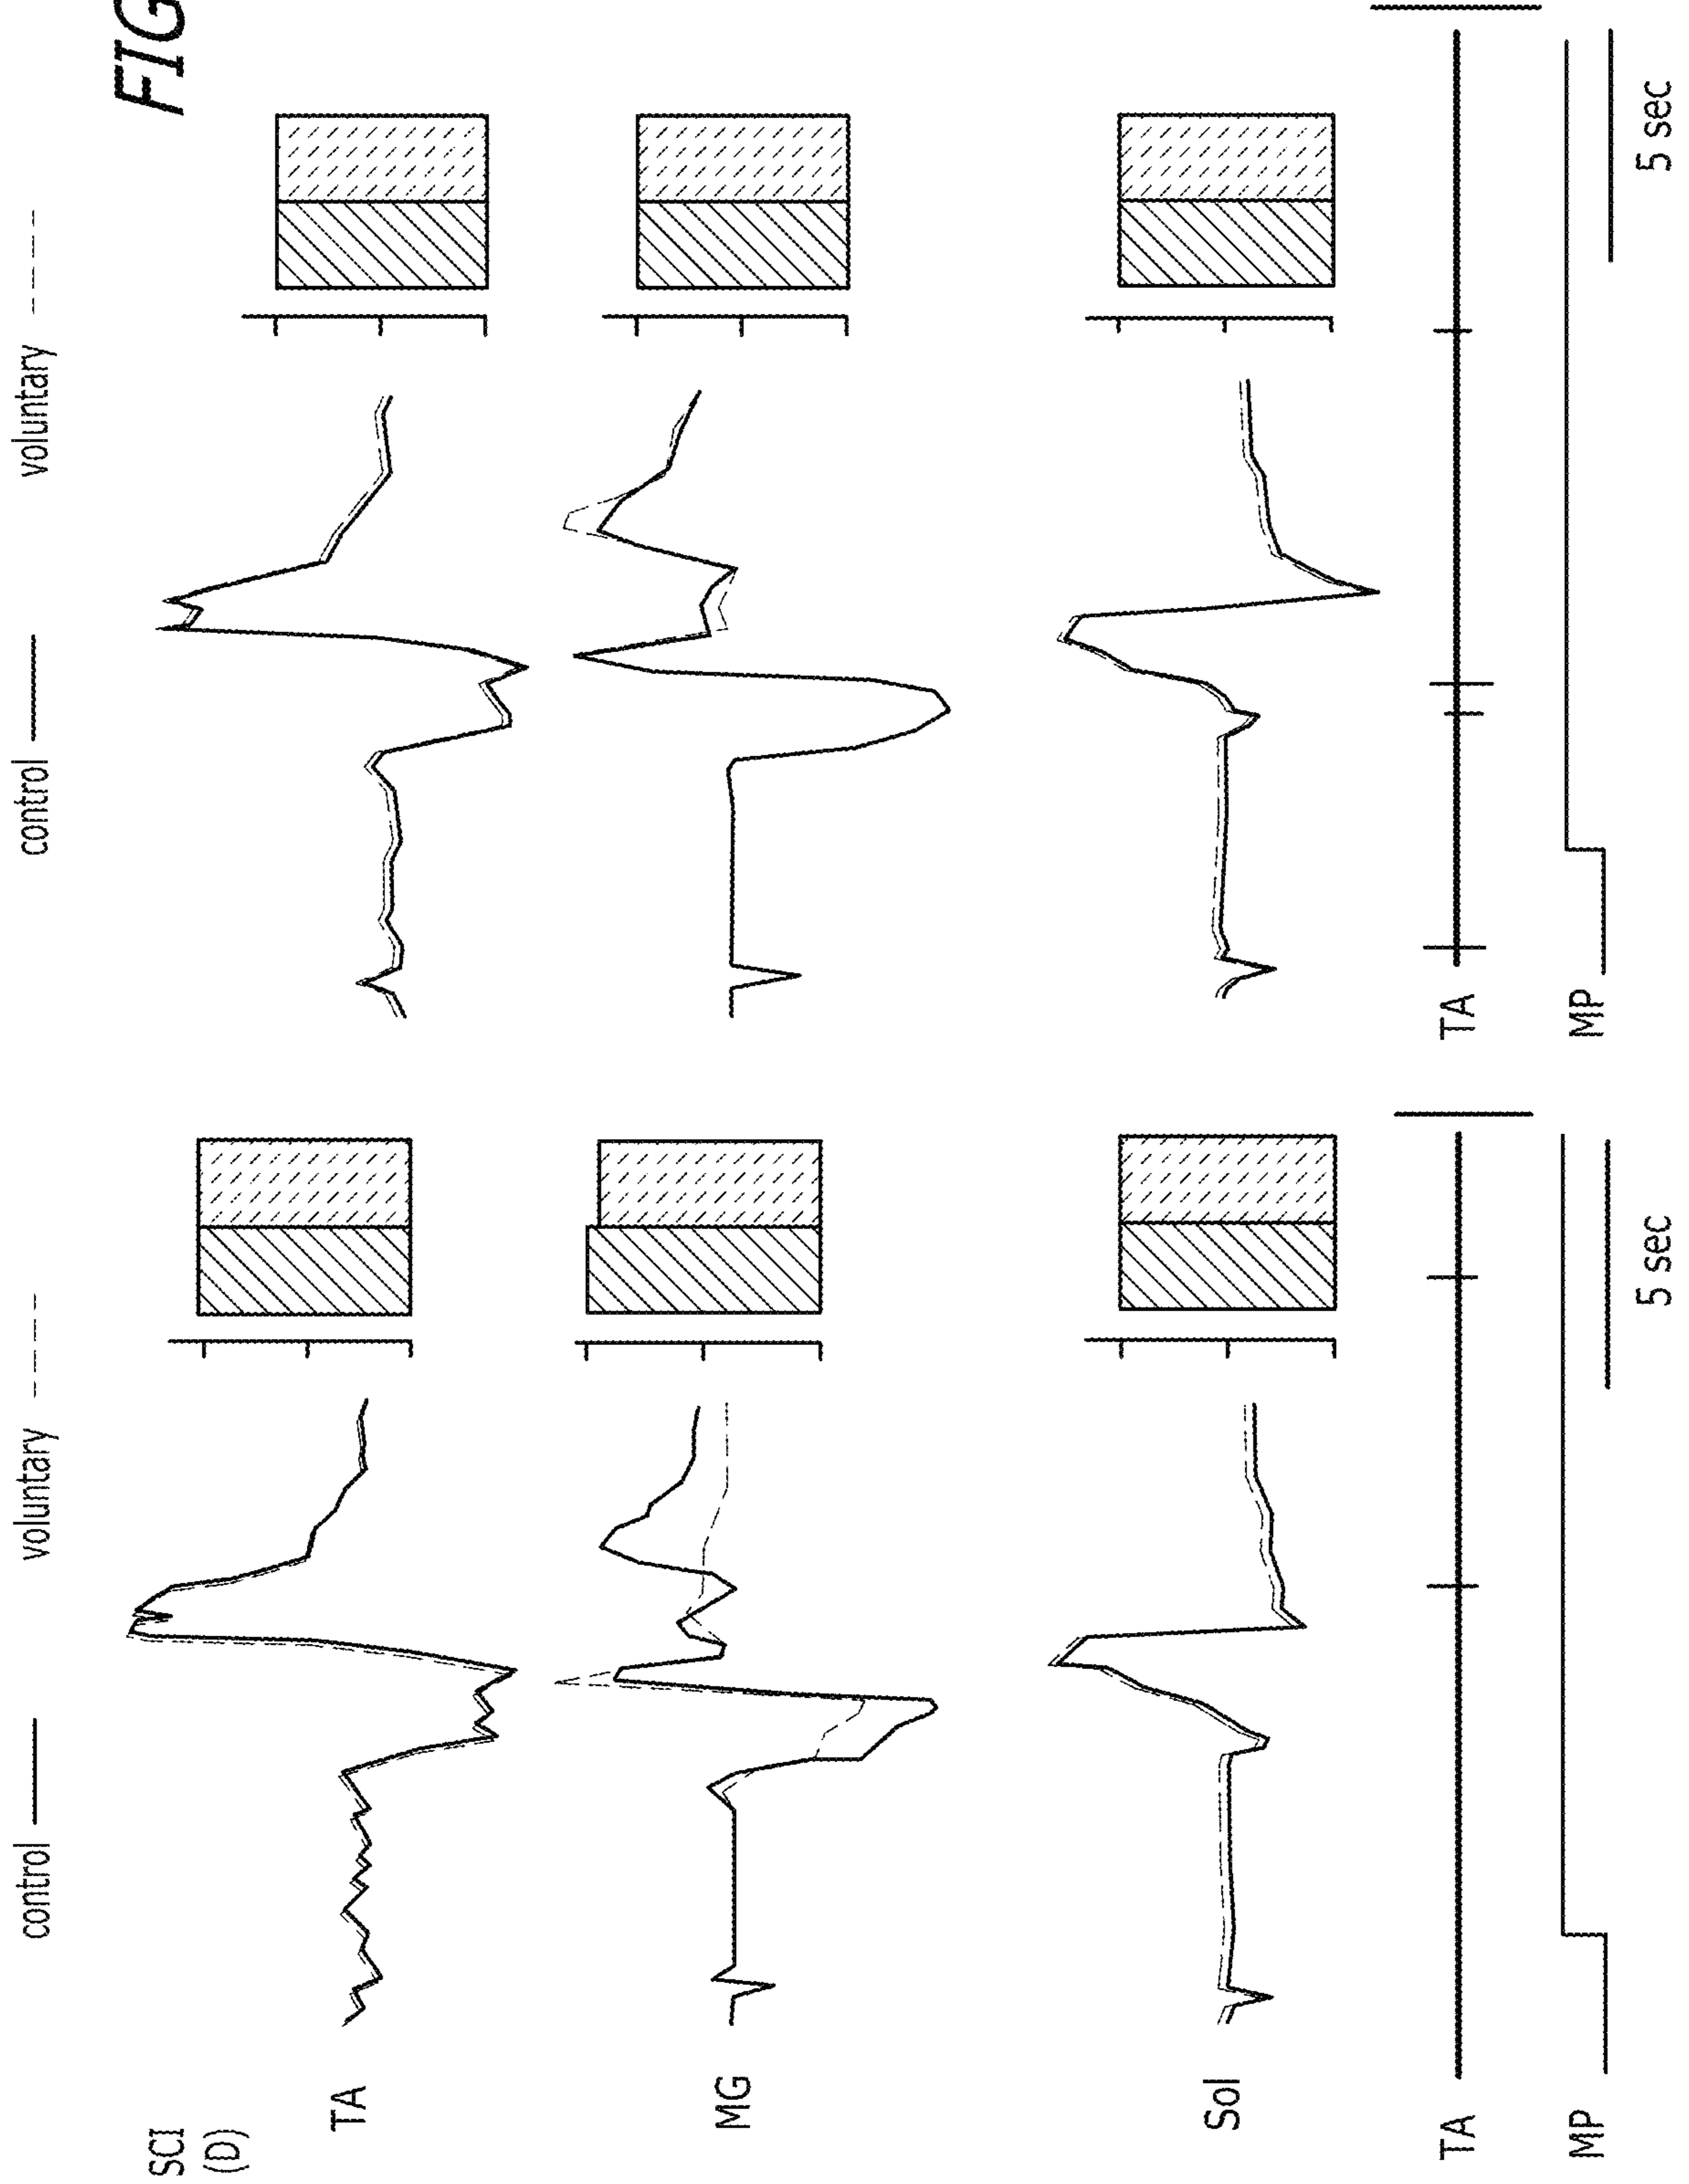 FIG
control voluntary control voluntary
SCI
(D)
TA
MG
Sol
TA TA
MP MP
5 sec 5 sec